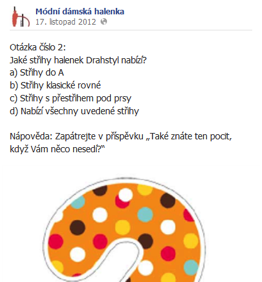 Módní dámská halenka
17. listopad 2012
Otázka číslo 2:
Jaké střihy halenek Drahstyl nabízí?
a) Střihy do A
b) Střihy klasické rovné
c) Střihy s přestřihem pod prsy
d) Nabízí všechny uvedené střihy
Nápověda: Zapátrejte v příspěvku „Také znáte ten pocit,
když Vám něco nesedí?“